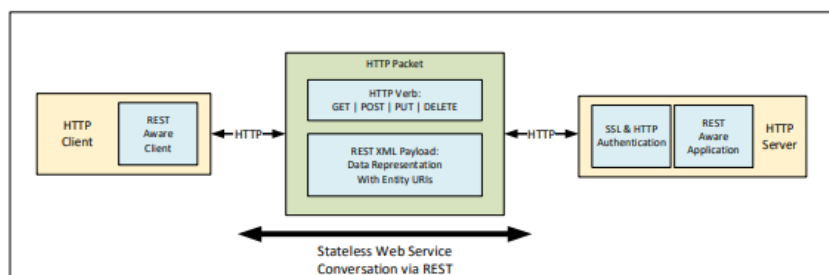 HTTP Packet
HTTP Verb:
GET | POST | PUT | DELETE
HTTP
Client
REST
Aware
Client
HTTP
REST XML Payload:
Data Representation
With Entity URIs
HTTP
SSL & HTTP
Authentication
REST
Aware
Application
HTTP
Server
Stateless Web Service
Conversation via REST